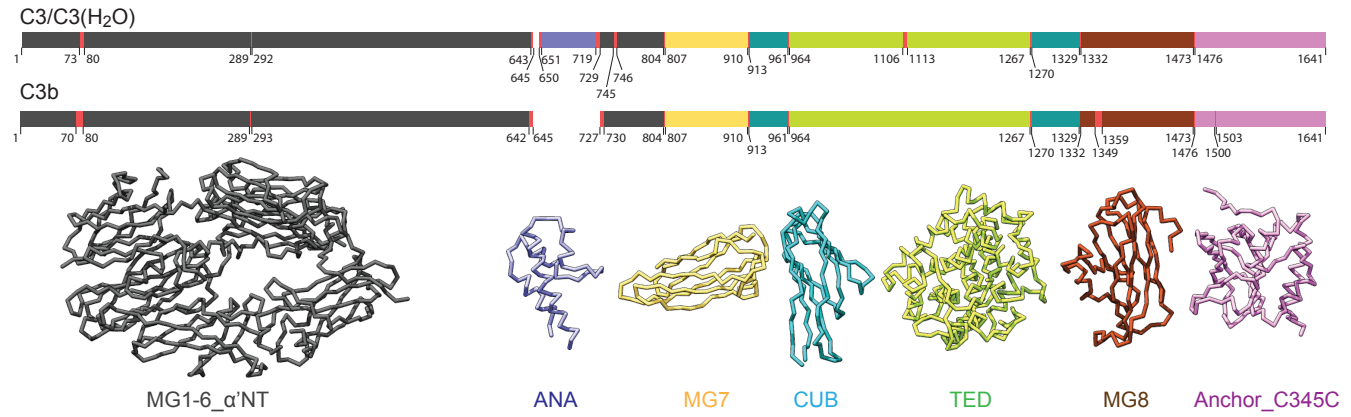 C3/C3(H₂O)
1 73 80 289 292 643 651 719 746 804 807 910 961 964 1106 1113 1267 1329 1332 1473 1476 1641
645 650 729 913 1270
745
C3b
1 70 80 289 293 642 645 727 730 804 807 910 961 964 1267 1329 1359 1473 1503 1641
913 1270 1332 1349 1476 1500
MG1-6_α'NT ANA MG7 CUB TED MG8 Anchor_C345C